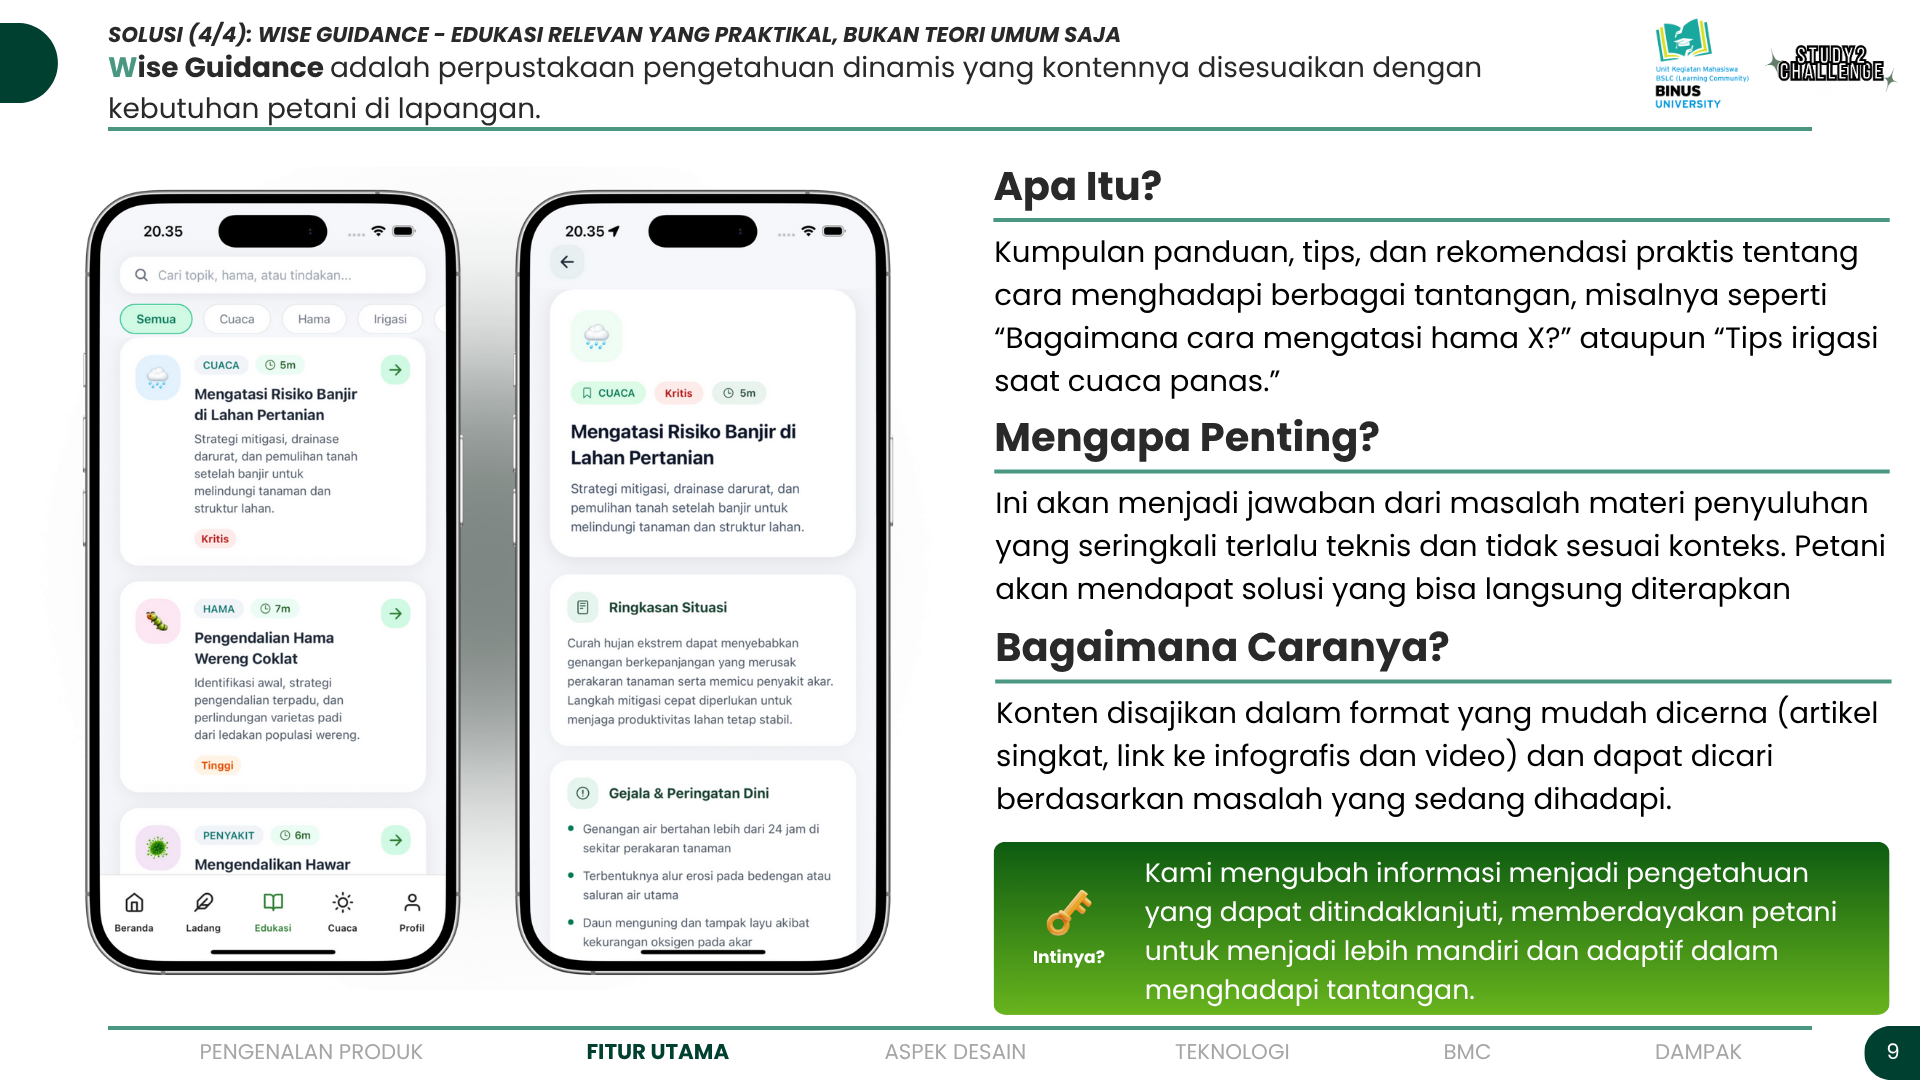 SOLUSI (4/4): WISE GUIDANCE - EDUKASI RELEVAN YANG PRAKTIKAL, BUKAN TEORI UMUM SAJA
Wise Guidance adalah perpustakaan pengetahuan dinamis yang kontennya disesuaikan dengan
kebutuhan petani di lapangan.
Unit Kegiatan Mahasiswa
BSLC (Learning Community)
BINUS
UNIVERSITY
STUDY2
CHALLENGE
20.35
Cari topik, hama, atau tindakan...
Semua
Cuaca
Hama
Irigasi
CUACA
5m
Mengatasi Risiko Banjir
di Lahan Pertanian
Strategi mitigasi, drainase
darurat, dan pemulihan tanah
setelah banjir untuk
melindungi tanaman dan
struktur lahan.
Kritis
HAMA
7m
Pengendalian Hama
Wereng Coklat
Identifikasi awal, strategi
pengendalian terpadu, dan
perlindungan varietas padi
dari ledakan populasi wereng.
Tinggi
PENYAKIT
6m
Mengendalikan Hawar
Beranda
Ladang
Edukasi
Cuaca
Profil
20.35
CUACA
Kritis
5m
Mengatasi Risiko Banjir di
Lahan Pertanian
Strategi mitigasi, drainase darurat, dan
pemulihan tanah setelah banjir untuk
melindungi tanaman dan struktur lahan.
Ringkasan Situasi
Curah hujan ekstrem dapat menyebabkan
genangan berkepanjangan yang merusak
perakaran tanaman serta memicu penyakit akar.
Langkah mitigasi cepat diperlukan untuk
menjaga produktivitas lahan tetap stabil.
Gejala & Peringatan Dini
Genangan air bertahan lebih dari 24 jam di
sekitar perakaran tanaman
Terbentuknya alur erosi pada bedengan atau
saluran air utama
Daun menguning dan tampak layu akibat
kekurangan oksigen pada akar
Apa Itu?
Kumpulan panduan, tips, dan rekomendasi praktis tentang
cara menghadapi berbagai tantangan, misalnya seperti
“Bagaimana cara mengatasi hama X?” ataupun “Tips irigasi
saat cuaca panas.”
Mengapa Penting?
Ini akan menjadi jawaban dari masalah materi penyuluhan
yang seringkali terlalu teknis dan tidak sesuai konteks. Petani
akan mendapat solusi yang bisa langsung diterapkan
Bagaimana Caranya?
Konten disajikan dalam format yang mudah dicerna (artikel
singkat, link ke infografis dan video) dan dapat dicari
berdasarkan masalah yang sedang dihadapi.
Intinya?
Kami mengubah informasi menjadi pengetahuan
yang dapat ditindaklanjuti, memberdayakan petani
untuk menjadi lebih mandiri dan adaptif dalam
menghadapi tantangan.
PENGENALAN PRODUK
FITUR UTAMA
ASPEK DESAIN
TEKNOLOGI
BMC
DAMPAK
9